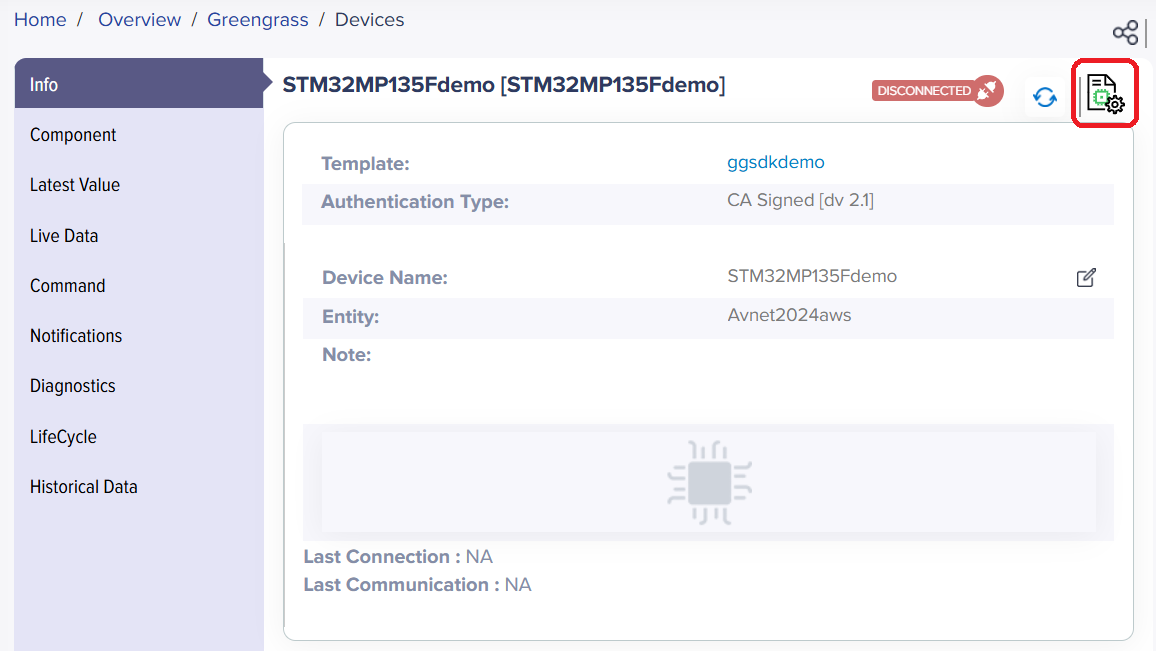 Home / Overview / Greengrass / Devices
Info
Component
Latest Value
Live Data
Command
Notifications
Diagnostics
LifeCycle
Historical Data
STM32MP135Fdemo [STM32MP135Fdemo]
DISCONNECTED
Template: ggsdkdemo
Authentication Type: CA Signed [dv 2.1]
Device Name: STM32MP135Fdemo
Entity: Avnet2024aws
Note:
Last Connection : NA
Last Communication : NA